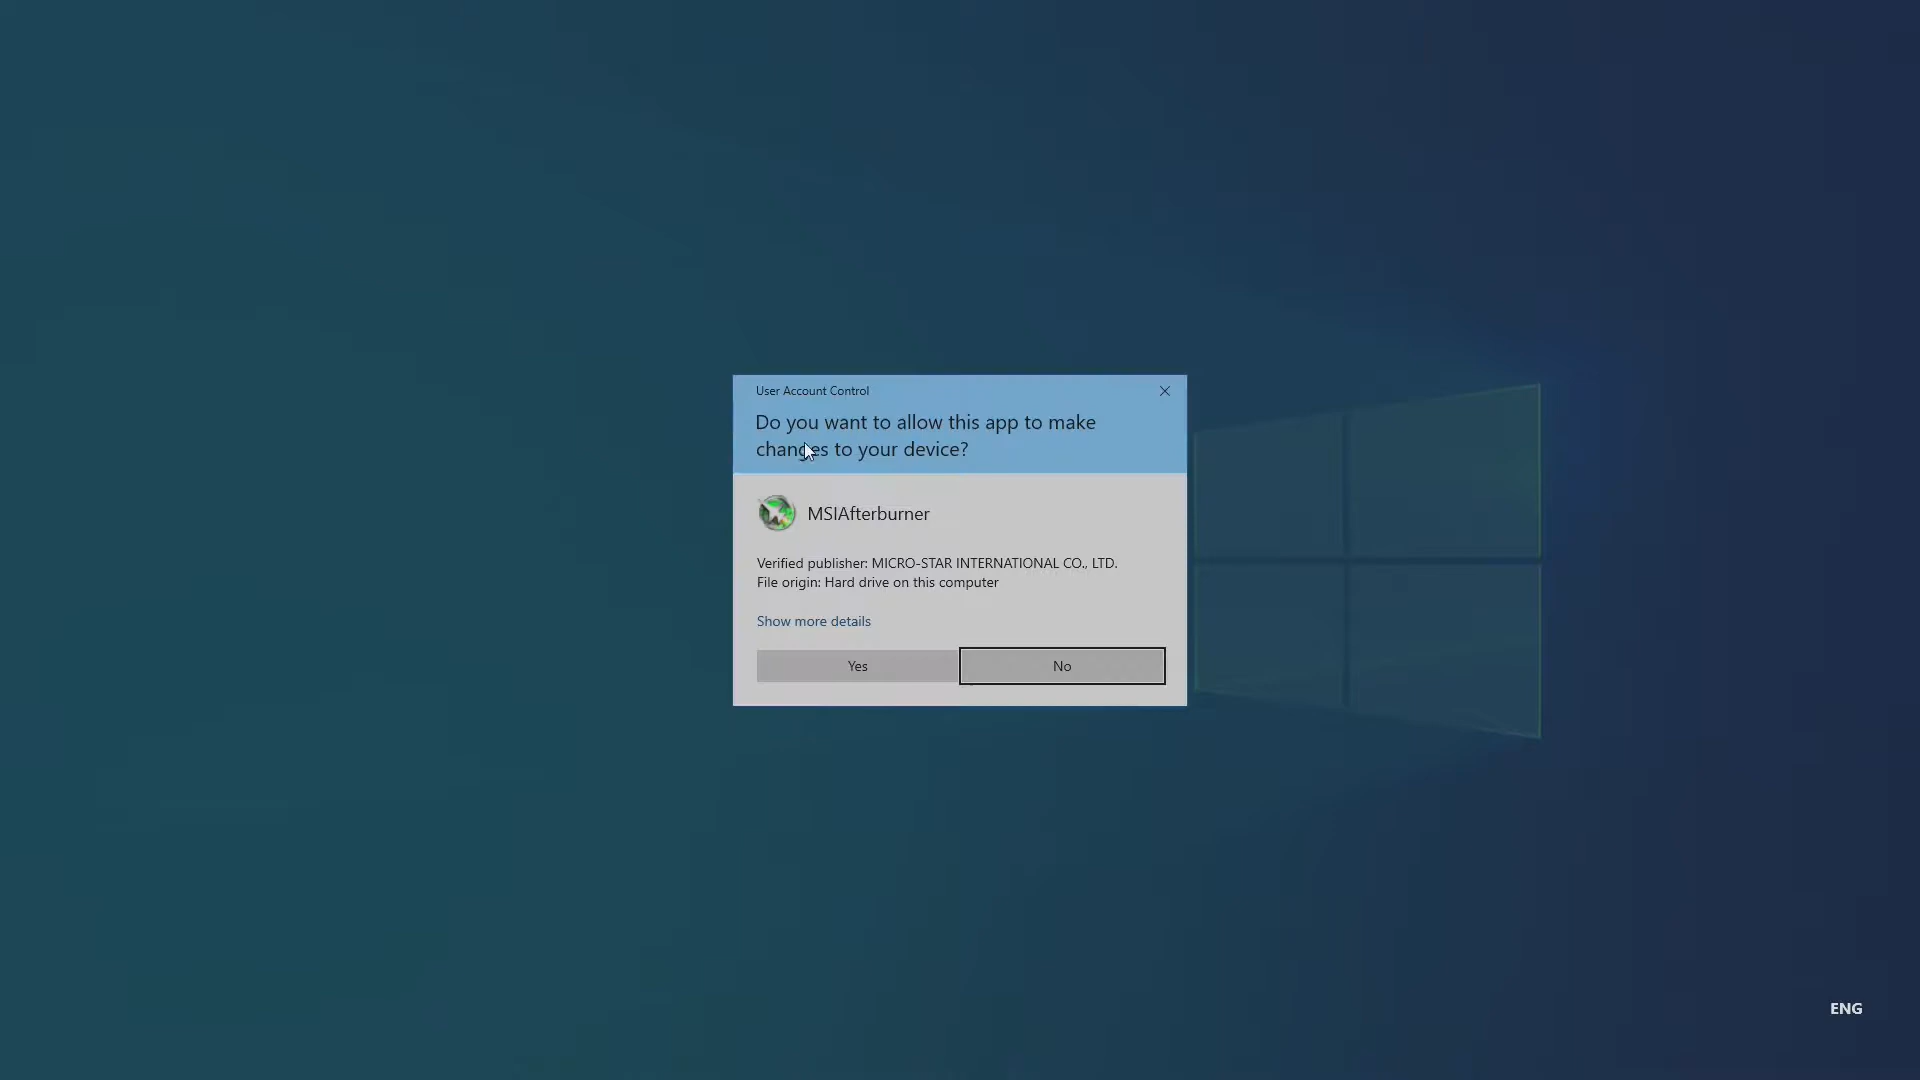 User Account Control
Do you want to allow this app to make
changes to your device?
MSIAfterburner
Verified publisher: MICRO-STAR INTERNATIONAL CO., LTD.
File origin: Hard drive on this computer
Show more details
Yes
No
ENG